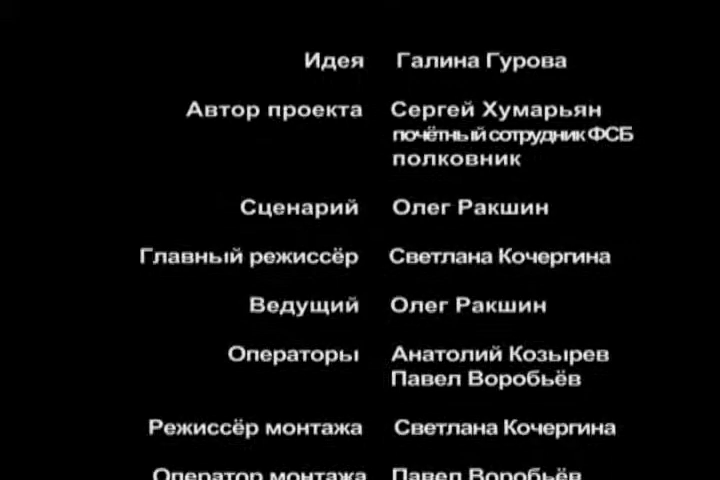 Идея Галина Гурова
Автор проекта Сергей Хумарьян
почётный сотрудник ФСБ
полковник
Сценарий Олег Ракшин
Главный режиссёр Светлана Кочергина
Ведущий Олег Ракшин
Операторы Анатолий Козырев
Павел Воробьёв
Режиссёр монтажа Светлана Кочергина
Оператор монтажа Павел Воробьёв